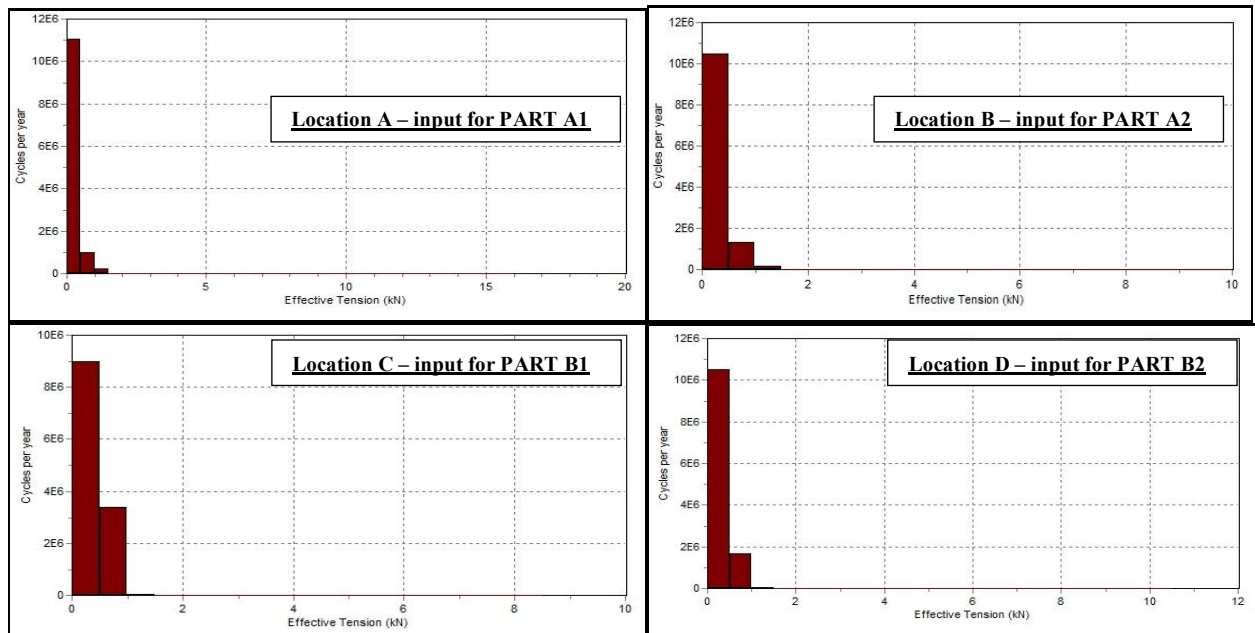 12E6
10E6
8E6
6E6
4E6
2E6
0
Cycles per year
0 5 10 15 20
Effective Tension (kN)
Location A – input for PART A1
12E6
10E6
8E6
6E6
4E6
2E6
0
Cycles per year
0 2 4 6 8 10
Effective Tension (kN)
Location B – input for PART A2
10E6
8E6
6E6
4E6
2E6
0
Cycles per year
0 2 4 6 8 10
Effective Tension (kN)
Location C – input for PART B1
12E6
10E6
8E6
6E6
4E6
2E6
0
Cycles per year
0 2 4 6 8 10 12
Effective Tension (kN)
Location D – input for PART B2